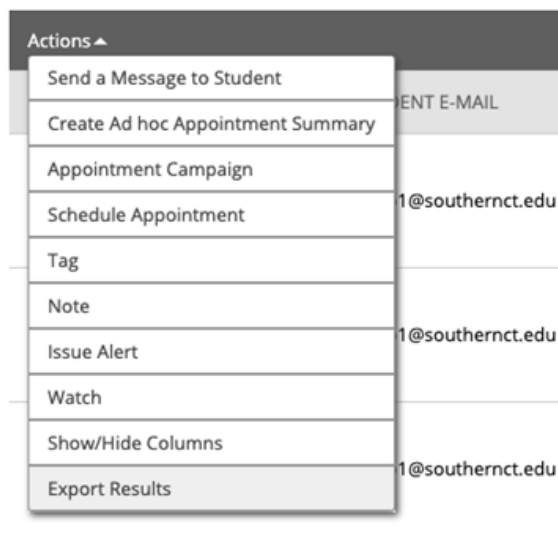 Actions
Send a Message to Student
Create Ad hoc Appointment Summary
Appointment Campaign
Schedule Appointment
Tag
Note
Issue Alert
Watch
Show/Hide Columns
Export Results
E-MAIL
1@southernct.edu
1@southernct.edu
1@southernct.edu